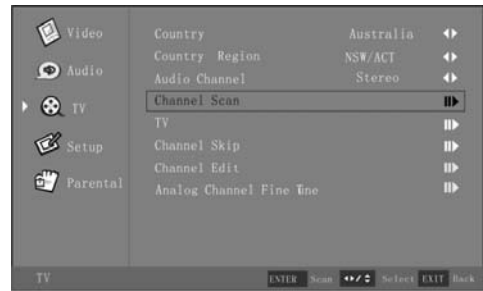 Video
Audio
TV
Setup
Parental
Country Australia
Country Region NSW/ACT
Audio Channel Stereo
Channel Scan
TV
Channel Skip
Channel Edit
Analog Channel Fine Tune
TV ENTER Scan Select EXIT Back